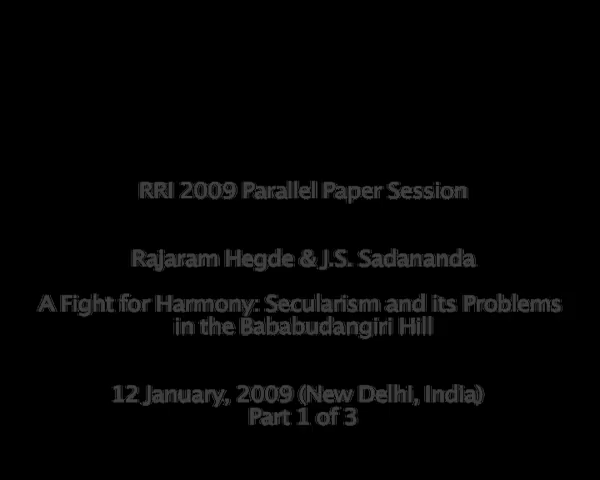 RRI 2009 Parallel Paper Session
Rajaram Hegde & J.S. Sadananda
A Fight for Harmony: Secularism and its Problems
in the Bababudangiri Hill
12 January, 2009 (New Delhi, India)
Part 1 of 3